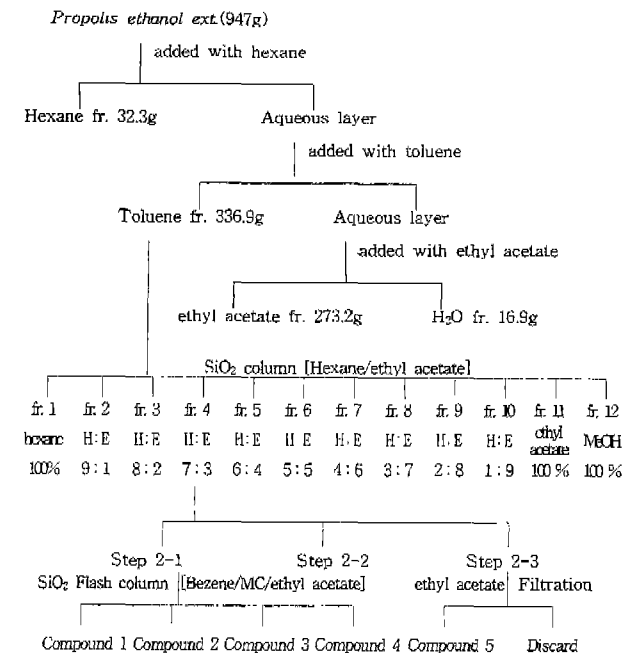 Propolis ethanol ext.(947g)
added with hexane
Hexane fr. 32.3g Aqueous layer
added with toluene
Toluene fr. 336.9g Aqueous layer
added with ethyl acetate
ethyl acetate fr. 273.2g H₂O fr. 16.9g
SiO₂ column [Hexane/ethyl acetate]
fr. 1 fr. 2 fr. 3 fr. 4 fr. 5 fr. 6 fr. 7 fr. 8 fr. 9 fr. 10 fr. 11 fr. 12
hexane H:E H:E H:E H:E H:E H:E H:E H:E H:E ethyl acetate MeOH
100% 9:1 8:2 7:3 6:4 5:5 4:6 3:7 2:8 1:9 100% 100%
Step 2-1 Step 2-2 Step 2-3
SiO₂ Flash column [Bezene/MC/ethyl acetate] ethyl acetate Filtration
Compound 1 Compound 2 Compound 3 Compound 4 Compound 5 Discard